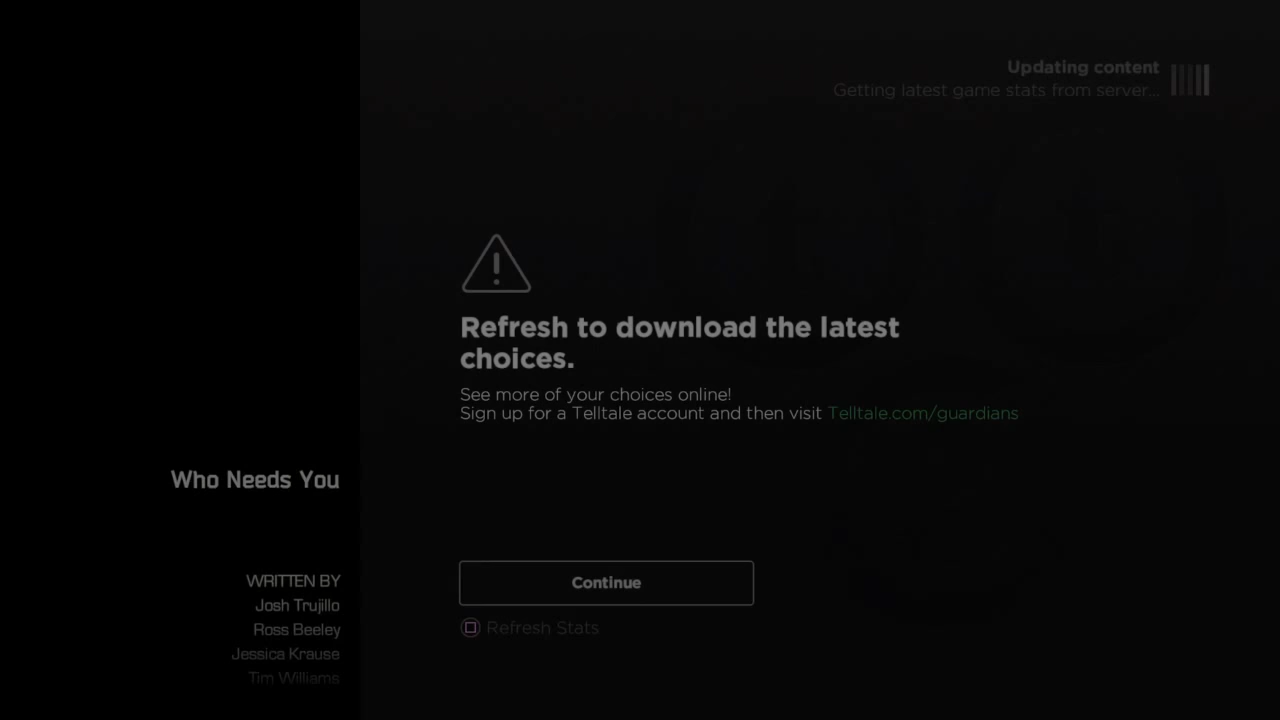 Updating content
Getting latest game stats from server...
Refresh to download the latest
choices.
See more of your choices online!
Sign up for a Telltale account and then visit Telltale.com/guardians
Who Needs You
WRITTEN BY
Josh Trujillo
Ross Beeley
Jessica Krause
Tim Williams
Continue
Refresh Stats